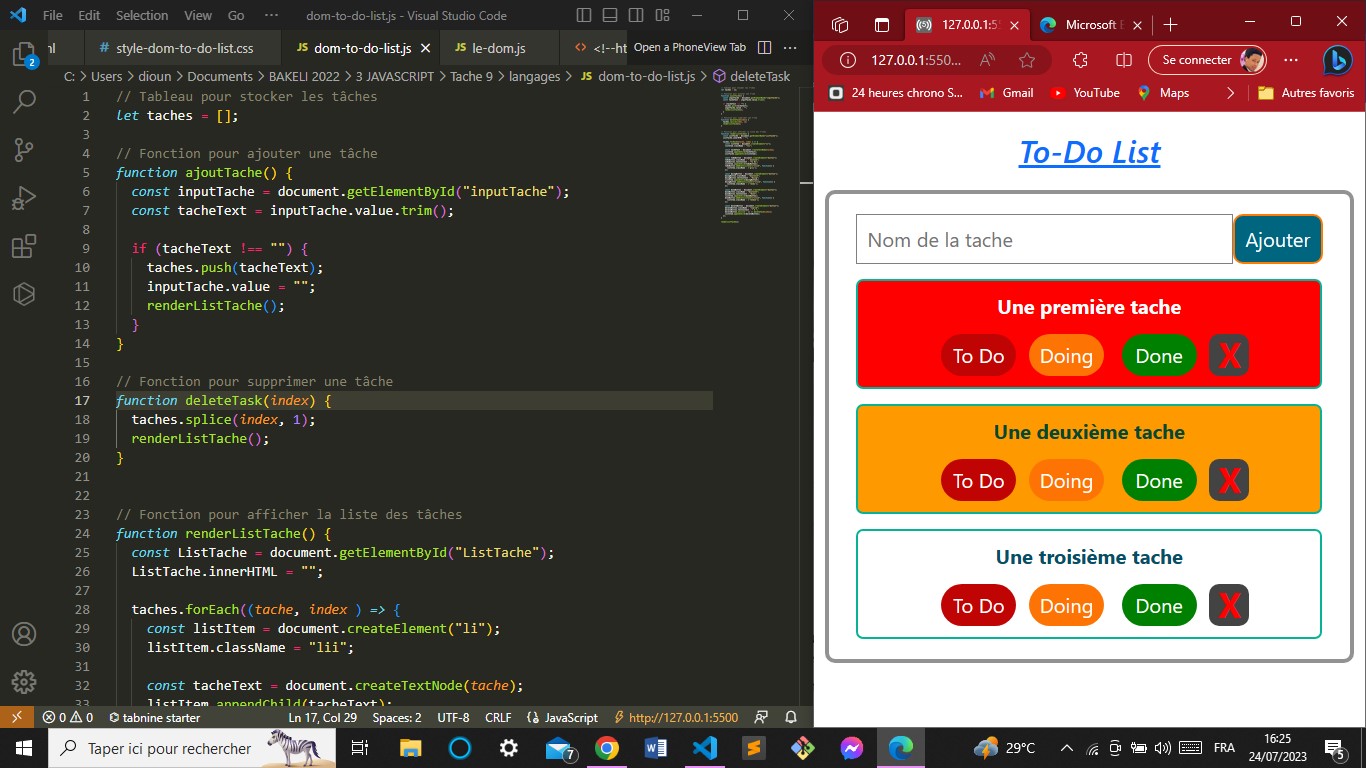 File Edit Selection View Go ··· dom-to-do-list.js - Visual Studio Code
ml # style-dom-to-do-list.css JS dom-to-do-list.js JS le-dom.js <> <!--ht Open a PhoneView Tab ···
C: > Users > dioun > Documents > BAKELI 2022 > 3 JAVASCRIPT > Tache 9 > langages > JS dom-to-do-list.js > deleteTask
2
1 // Tableau pour stocker les tâches
2 let taches = [];
3
4 // Fonction pour ajouter une tâche
5 function ajoutTache() {
6 const inputTache = document.getElementById("inputTache");
7 const tacheText = inputTache.value.trim();
8
9 if (tacheText !== "") {
10 taches.push(tacheText);
11 inputTache.value = "";
12 renderListTache();
13 }
14 }
15
16 // Fonction pour supprimer une tâche
17 function deleteTask(index) {
18 taches.splice(index, 1);
19 renderListTache();
20 }
21
22
23 // Fonction pour afficher la liste des tâches
24 function renderListTache() {
25 const ListTache = document.getElementById("ListTache");
26 ListTache.innerHTML = "";
27
28 taches.forEach((tache, index ) => {
29 const listItem = document.createElement("li");
30 listItem.className = "lii";
31
32 const tacheText = document.createTextNode(tache);
33 listItem.appendChild(tacheText);
0 0 tabnine starter Ln 17, Col 29 Spaces: 2 UTF-8 CRLF {} JavaScript http://127.0.0.1:5500
127.0.0.1:55 Microsoft E
127.0.0.1:550... Se connecter ···
24 heures chrono S... Gmail YouTube Maps Autres favoris
To-Do List
Nom de la tache Ajouter
Une première tache
To Do Doing Done X
Une deuxième tache
To Do Doing Done X
Une troisième tache
To Do Doing Done X
Taper ici pour rechercher 7 29°C FRA 16:25
24/07/2023 5